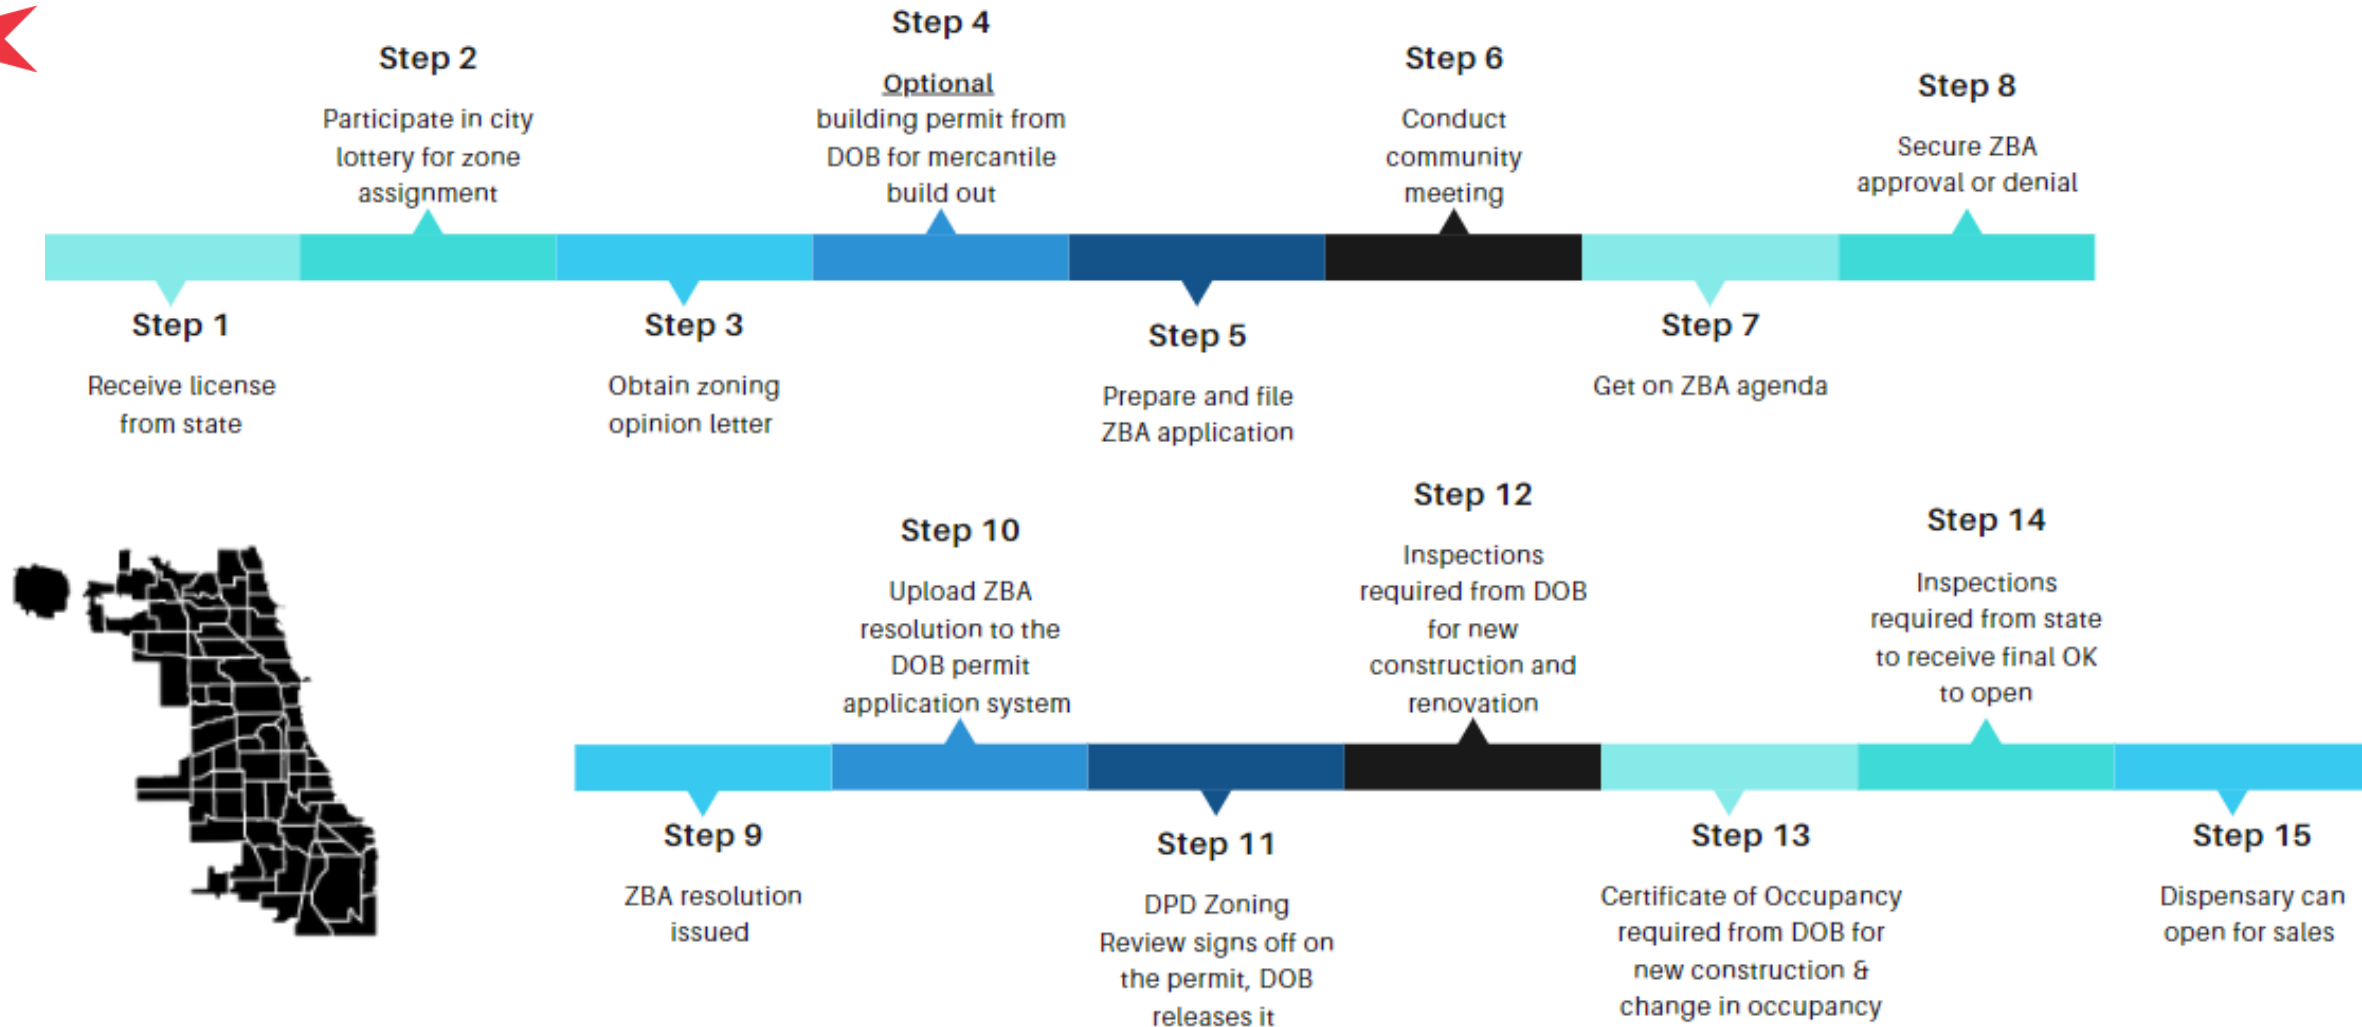 Step 1
Receive license
from state
Step 2
Participate in city
lottery for zone
assignment
Step 3
Obtain zoning
opinion letter
Step 4
Optional
building permit from
DOB for mercantile
build out
Step 5
Prepare and file
ZBA application
Step 6
Conduct
community
meeting
Step 7
Get on ZBA agenda
Step 8
Secure ZBA
approval or denial
Step 9
ZBA resolution
issued
Step 10
Upload ZBA
resolution to the
DOB permit
application system
Step 11
DPD Zoning
Review signs off on
the permit, DOB
releases it
Step 12
Inspections
required from DOB
for new
construction and
renovation
Step 13
Certificate of Occupancy
required from DOB for
new construction &
change in occupancy
Step 14
Inspections
required from state
to receive final OK
to open
Step 15
Dispensary can
open for sales